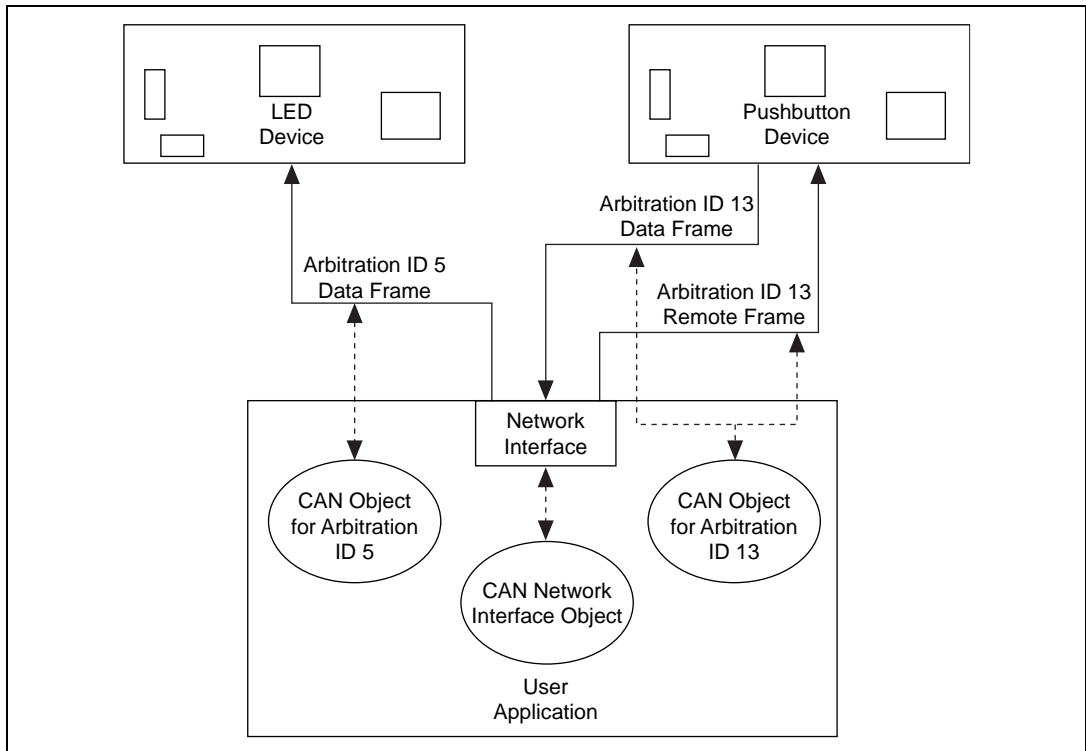 LED
Device
Pushbutton
Device
Arbitration ID 13
Data Frame
Arbitration ID 5
Data Frame
Arbitration ID 13
Remote Frame
Network
Interface
CAN Object
for Arbitration
ID 5
CAN Object
for Arbitration
ID 13
CAN Network
Interface Object
User
Application